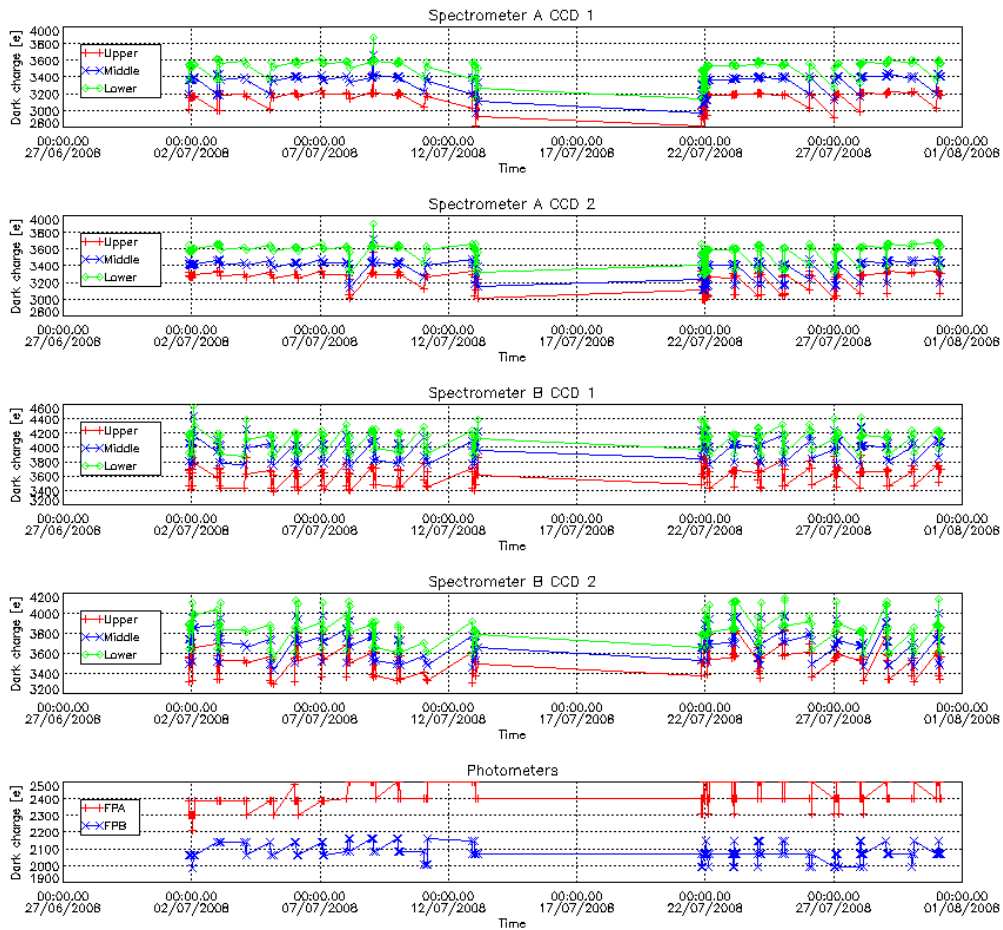 Spectrometer A CCD 1
Dark charge [e]
4000
3800
3600
3400
3200
3000
2800
Upper
Middle
Lower
00:00.00 00:00.00 00:00.00 00:00.00 00:00.00 00:00.00 00:00.00 00:00.00
27/06/2008 02/07/2008 07/07/2008 12/07/2008 17/07/2008 22/07/2008 27/07/2008 01/08/2008
Time
Spectrometer A CCD 2
Dark charge [e]
4000
3800
3600
3400
3200
3000
2800
Upper
Middle
Lower
00:00.00 00:00.00 00:00.00 00:00.00 00:00.00 00:00.00 00:00.00 00:00.00
27/06/2008 02/07/2008 07/07/2008 12/07/2008 17/07/2008 22/07/2008 27/07/2008 01/08/2008
Time
Spectrometer B CCD 1
Dark charge [e]
4600
4400
4200
4000
3800
3600
3400
3200
Upper
Middle
Lower
00:00.00 00:00.00 00:00.00 00:00.00 00:00.00 00:00.00 00:00.00 00:00.00
27/06/2008 02/07/2008 07/07/2008 12/07/2008 17/07/2008 22/07/2008 27/07/2008 01/08/2008
Time
Spectrometer B CCD 2
Dark charge [e]
4200
4000
3800
3600
3400
3200
Upper
Middle
Lower
00:00.00 00:00.00 00:00.00 00:00.00 00:00.00 00:00.00 00:00.00 00:00.00
27/06/2008 02/07/2008 07/07/2008 12/07/2008 17/07/2008 22/07/2008 27/07/2008 01/08/2008
Time
Photometers
Dark charge [e]
2500
2400
2300
2200
2100
2000
1900
FPA
FPB
00:00.00 00:00.00 00:00.00 00:00.00 00:00.00 00:00.00 00:00.00 00:00.00
27/06/2008 02/07/2008 07/07/2008 12/07/2008 17/07/2008 22/07/2008 27/07/2008 01/08/2008
Time